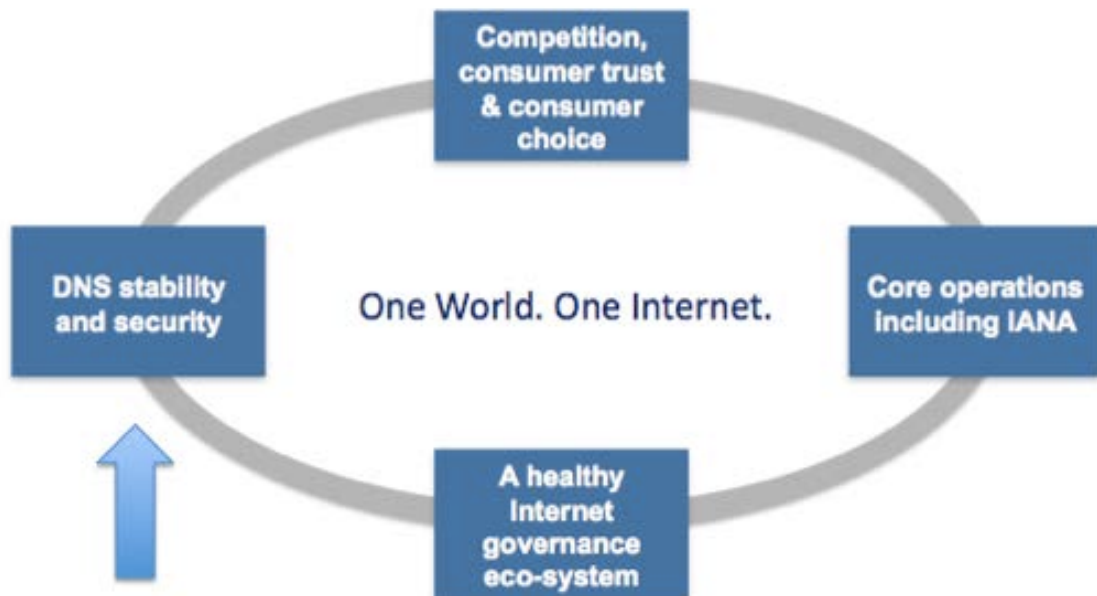 Competition,
consumer trust
& consumer
choice
DNS stability
and security
One World. One Internet.
Core operations
including IANA
A healthy
Internet
governance
eco-system